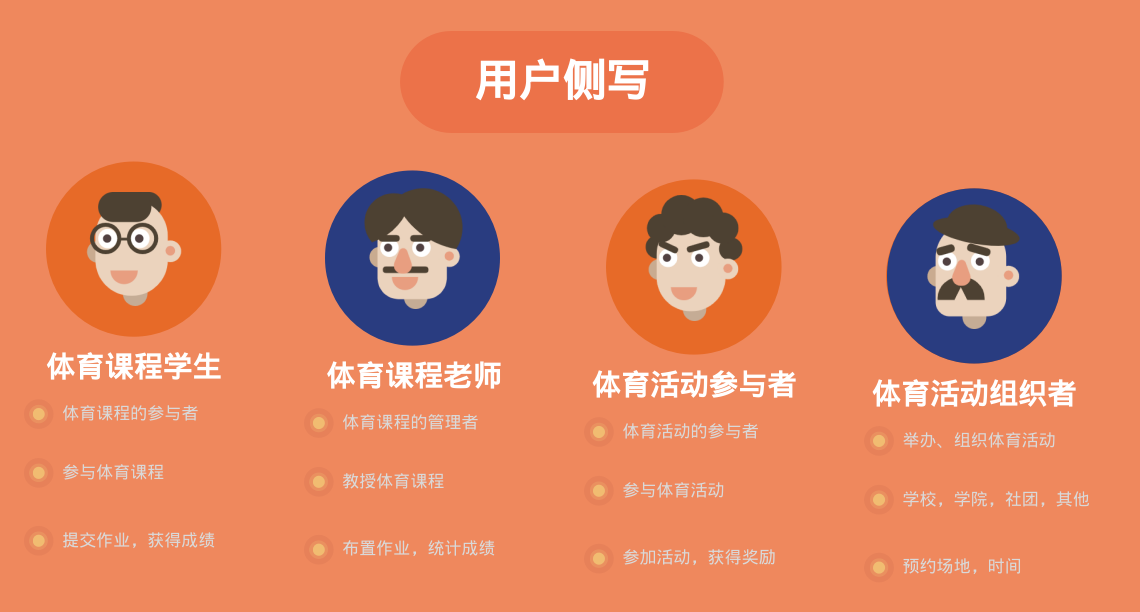 用户侧写
体育课程学生
体育课程的参与者
参与体育课程
提交作业，获得成绩
体育课程老师
体育课程的管理者
教授体育课程
布置作业，统计成绩
体育活动参与者
体育活动的参与者
参与体育活动
参加活动，获得奖励
体育活动组织者
举办、组织体育活动
学校，学院，社团，其他
预约场地，时间